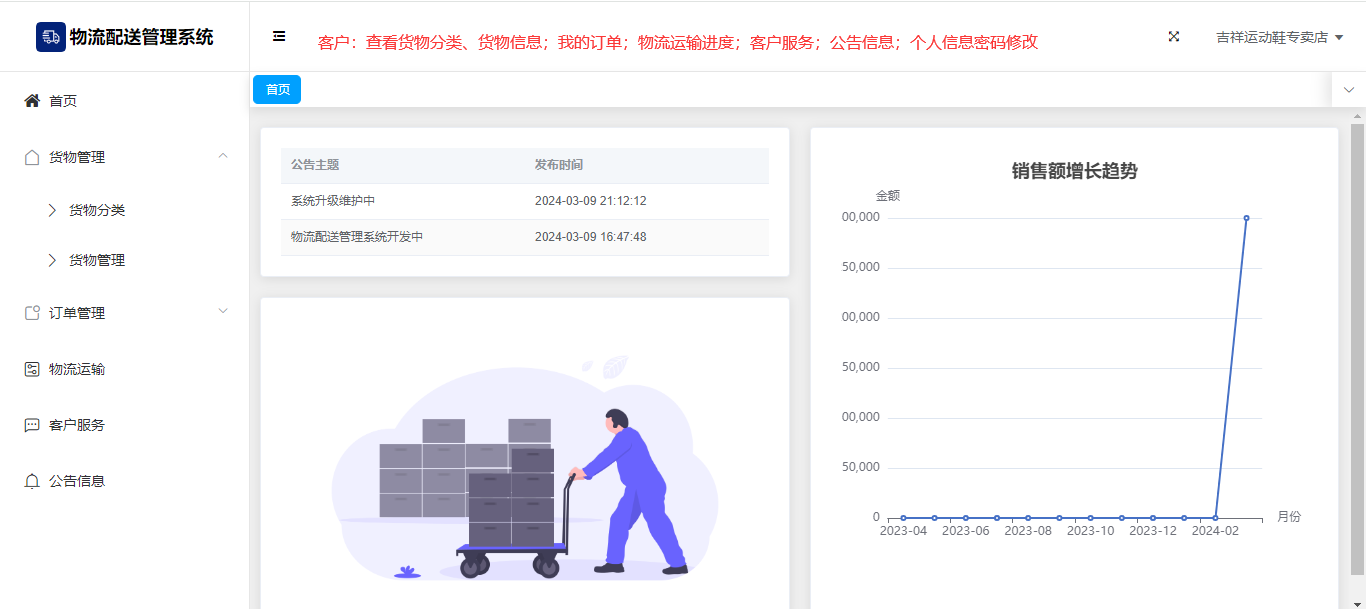 物流配送管理系统
客户：查看货物分类、货物信息；我的订单；物流运输进度；客户服务；公告信息；个人信息密码修改
吉祥运动鞋专卖店
首页
货物管理
货物分类
货物管理
订单管理
物流运输
客户服务
公告信息
首页
公告主题 发布时间
系统升级维护中 2024-03-09 21:12:12
物流配送管理系统开发中 2024-03-09 16:47:48
销售额增长趋势
金额
00,000
50,000
00,000
50,000
00,000
50,000
0
2023-04 2023-06 2023-08 2023-10 2023-12 2024-02
月份